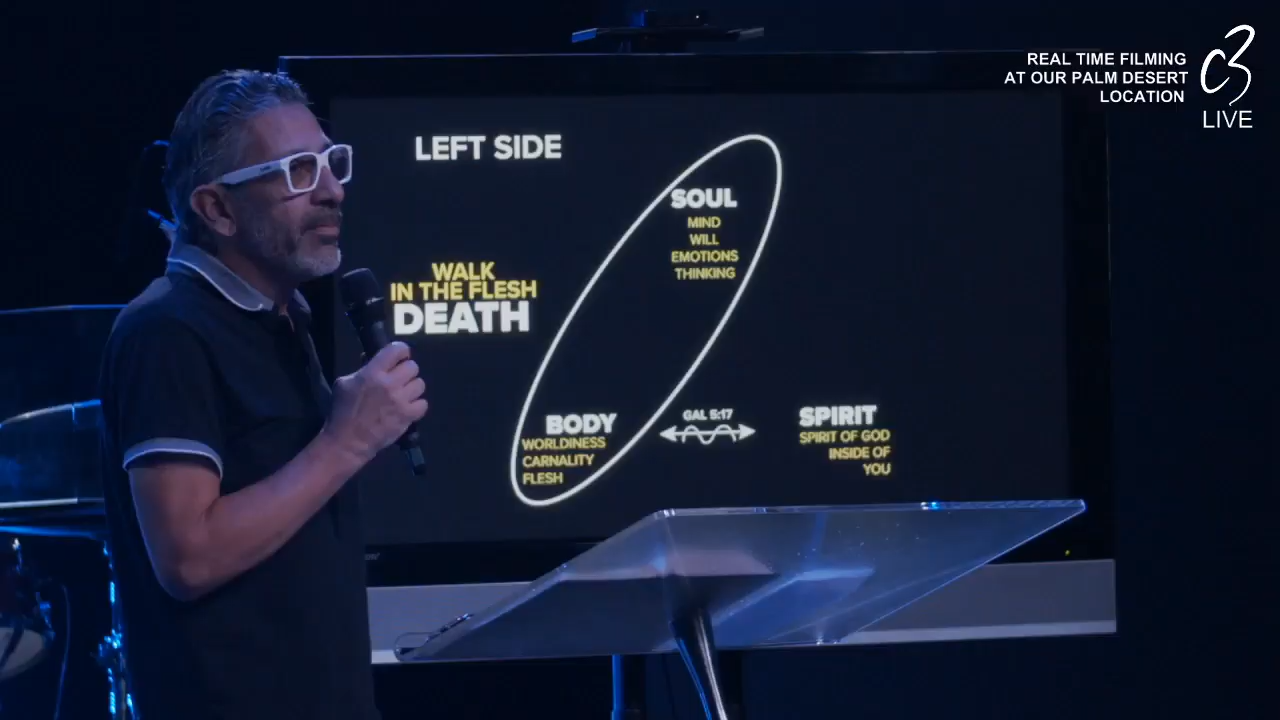 REAL TIME FILMING
AT OUR PALM DESERT
LOCATION
C3
LIVE
LEFT SIDE
SOUL
MIND
WILL
EMOTIONS
THINKING
WALK
IN THE FLESH
DEATH
BODY
WORLDINESS
CARNALITY
FLESH
GAL 5:17
SPIRIT
SPIRIT OF GOD
INSIDE OF
YOU